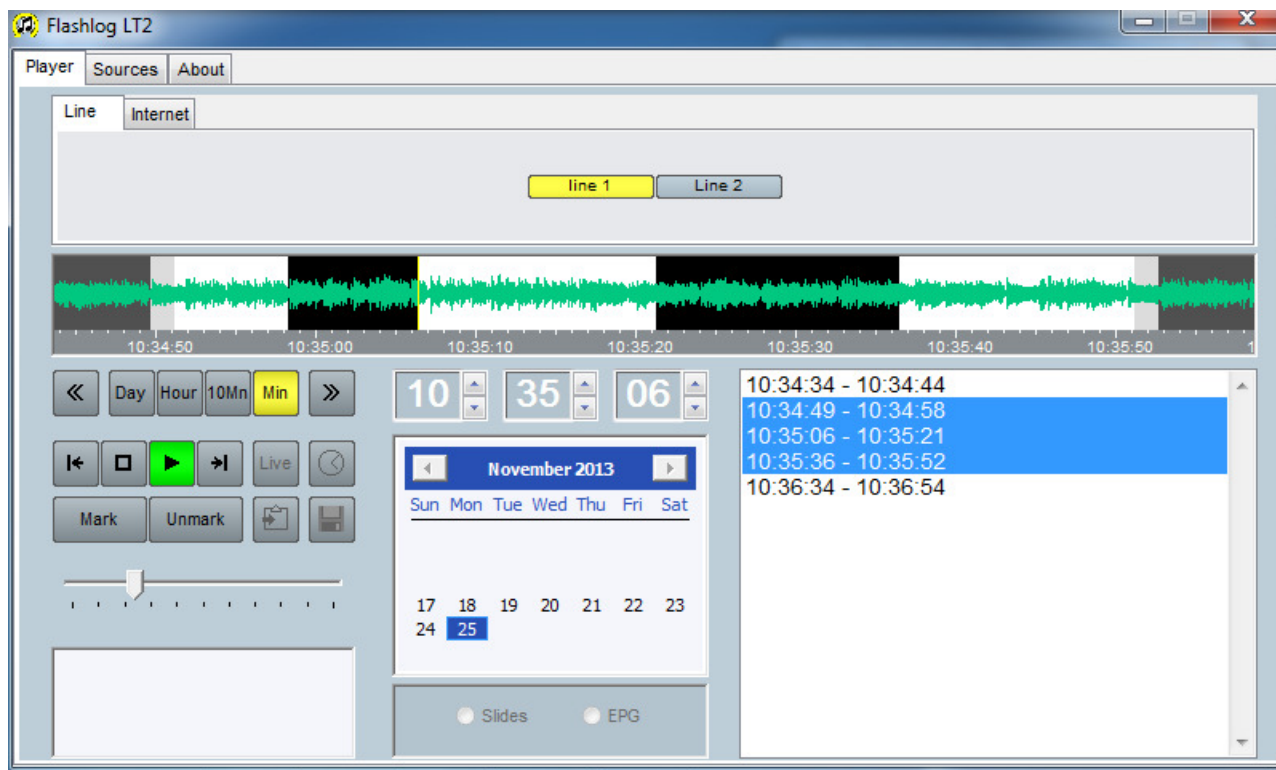 Flashlog LT2
Player Sources About
Line Internet
line 1 Line 2
10:34:50 10:35:00 10:35:10 10:35:20 10:35:30 10:35:40 10:35:50 1
Day Hour 10Mn Min
10 35 06
Live
Mark Unmark
November 2013
Sun Mon Tue Wed Thu Fri Sat
17 18 19 20 21 22 23
24 25
Slides EPG
10:34:34 - 10:34:44
10:34:49 - 10:34:58
10:35:06 - 10:35:21
10:35:36 - 10:35:52
10:36:34 - 10:36:54